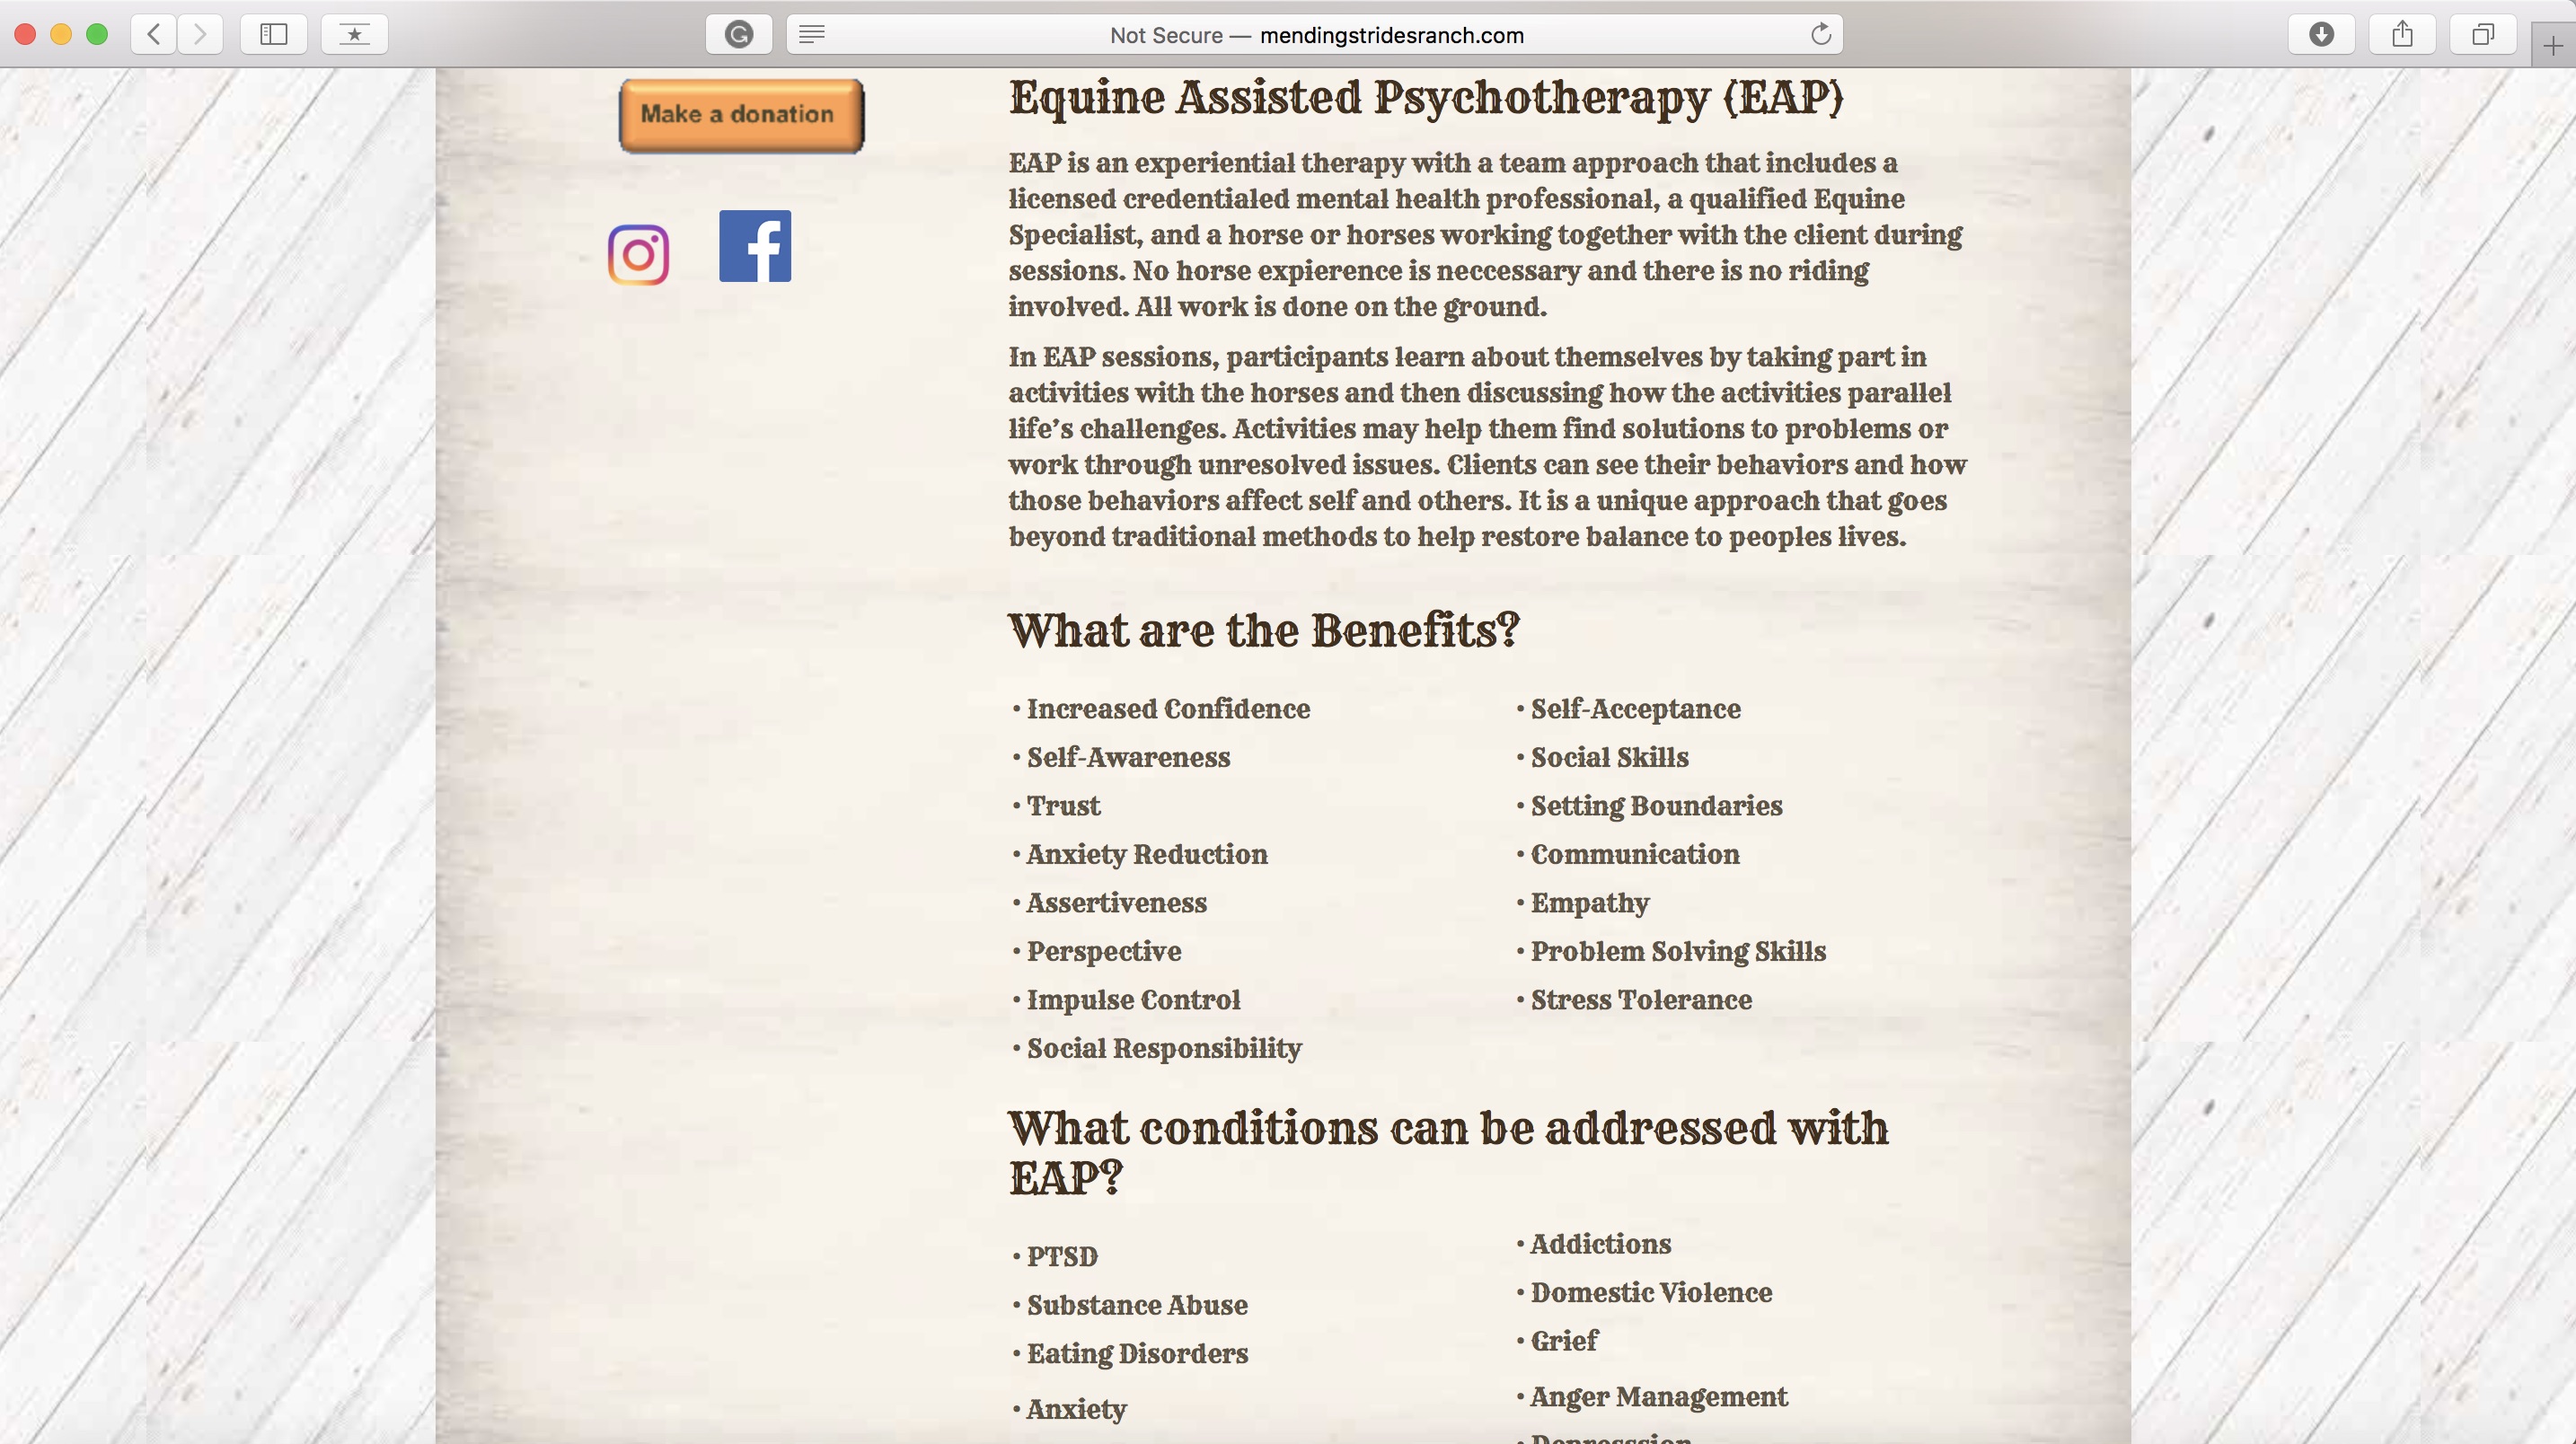 Not Secure — mendingstridesranch.com
Make a donation
Equine Assisted Psychotherapy (EAP)
EAP is an experiential therapy with a team approach that includes a
licensed credentialed mental health professional, a qualified Equine
Specialist, and a horse or horses working together with the client during
sessions. No horse expierence is neccessary and there is no riding
involved. All work is done on the ground.
In EAP sessions, participants learn about themselves by taking part in
activities with the horses and then discussing how the activities parallel
life’s challenges. Activities may help them find solutions to problems or
work through unresolved issues. Clients can see their behaviors and how
those behaviors affect self and others. It is a unique approach that goes
beyond traditional methods to help restore balance to peoples lives.
What are the Benefits?
• Increased Confidence
• Self-Awareness
• Trust
• Anxiety Reduction
• Assertiveness
• Perspective
• Impulse Control
• Social Responsibility
• Self-Acceptance
• Social Skills
• Setting Boundaries
• Communication
• Empathy
• Problem Solving Skills
• Stress Tolerance
What conditions can be addressed with
EAP?
• PTSD
• Substance Abuse
• Eating Disorders
• Anxiety
• Addictions
• Domestic Violence
• Grief
• Anger Management